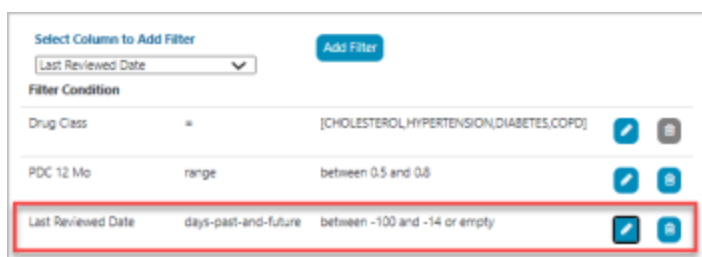 Select Column to Add Filter
Add Filter
Last Reviewed Date
Filter Condition
Drug Class = [CHOLESTEROL,HYPERTENSION,DIABETES,COPD]
PDC 12 Mo range between 0.5 and 0.8
Last Reviewed Date days-past-and-future between -100 and -14 or empty